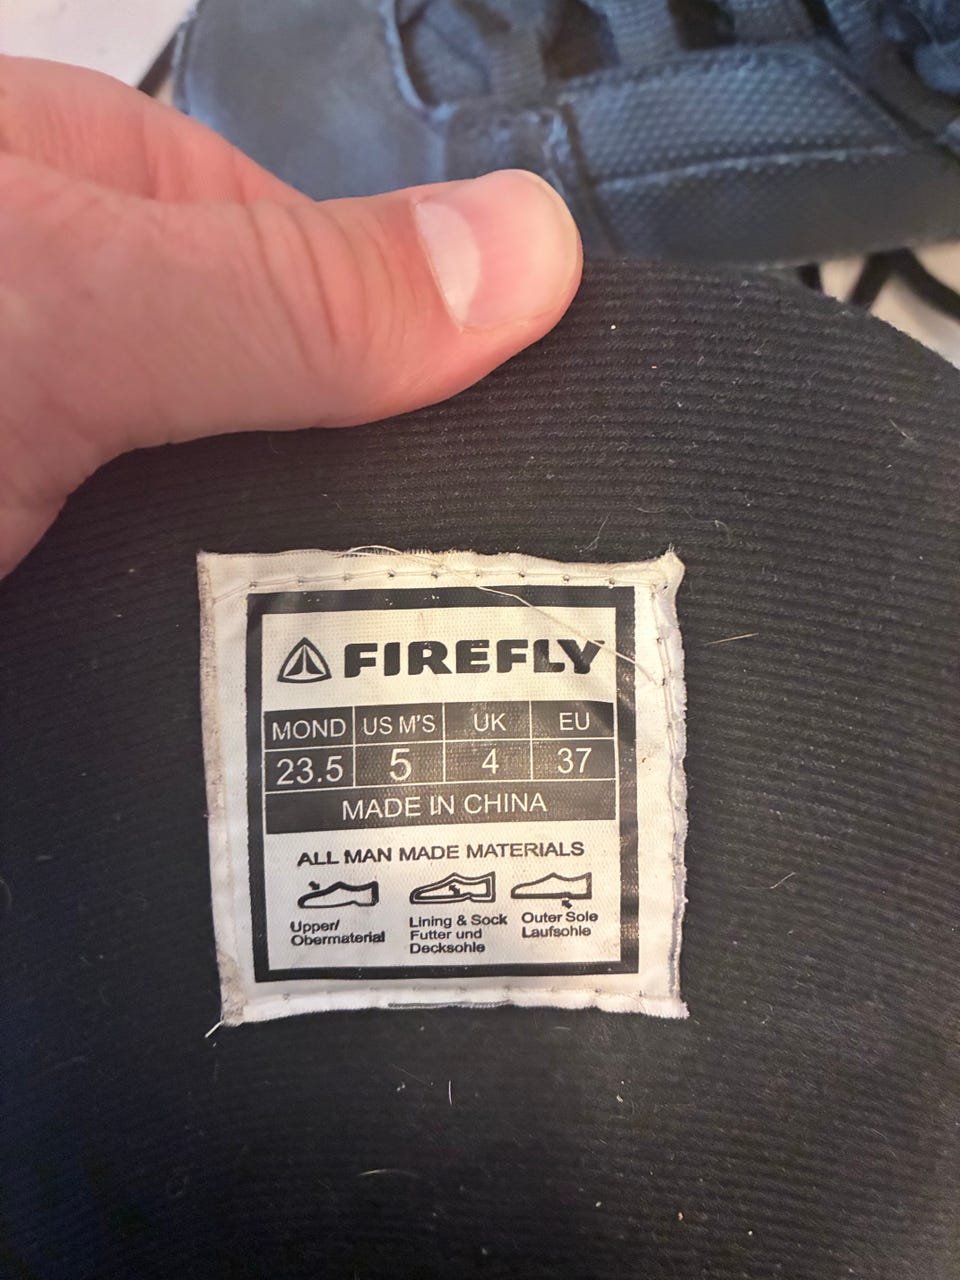 FIREFLY
MOND US M'S UK EU
23.5 5 4 37
MADE IN CHINA
ALL MAN MADE MATERIALS
Upper/
Obermaterial
Lining & Sock
Futter und
Decksohle
Outer Sole
Laufsohle